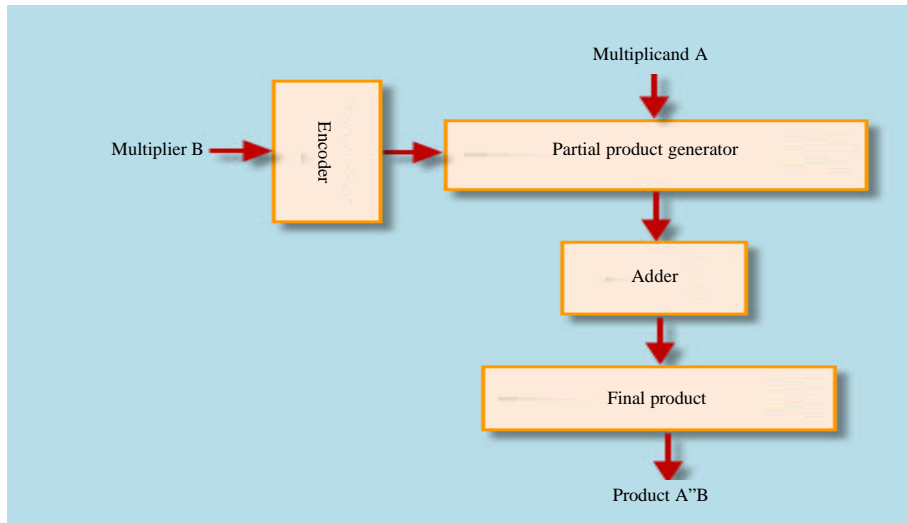 Multiplicand A
Multiplier B
Encoder
Partial product generator
Adder
Final product
Product A”B